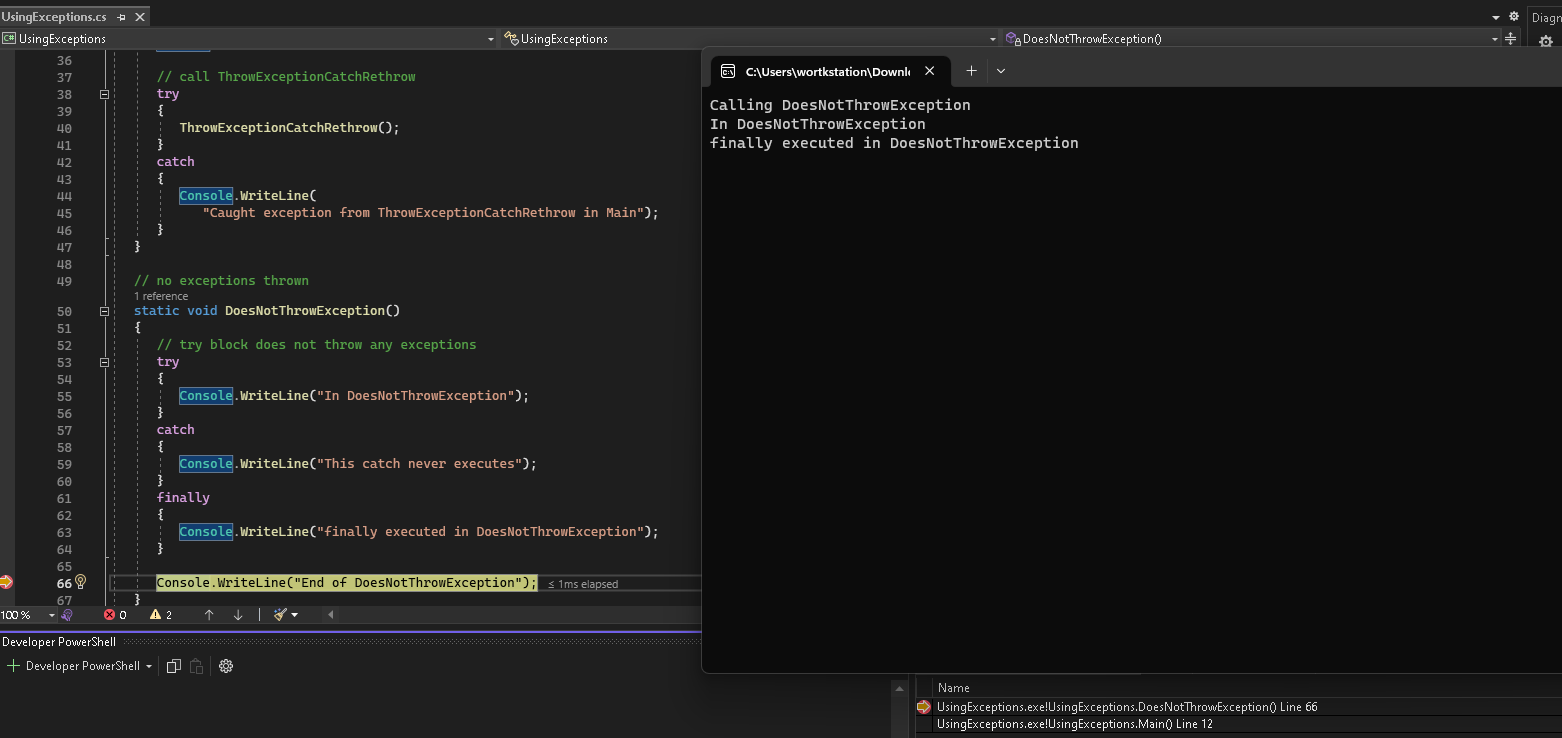 UsingExceptions.cs
Diagn
C# UsingExceptions
UsingExceptions
DoesNotThrowException()
36
37 // call ThrowExceptionCatchRethrow
38 try
39 {
40 ThrowExceptionCatchRethrow();
41 }
42 catch
43 {
44 Console.WriteLine(
45 "Caught exception from ThrowExceptionCatchRethrow in Main");
46 }
47 }
48
49 // no exceptions thrown
1 reference
50 static void DoesNotThrowException()
51 {
52 // try block does not throw any exceptions
53 try
54 {
55 Console.WriteLine("In DoesNotThrowException");
56 }
57 catch
58 {
59 Console.WriteLine("This catch never executes");
60 }
61 finally
62 {
63 Console.WriteLine("finally executed in DoesNotThrowException");
64 }
65
66 Console.WriteLine("End of DoesNotThrowException"); ≤ 1ms elapsed
67 }
100 % 0 2
Developer PowerShell
Developer PowerShell
C:\Users\wortkstation\Downl
Calling DoesNotThrowException
In DoesNotThrowException
finally executed in DoesNotThrowException
Name
UsingExceptions.exe!UsingExceptions.DoesNotThrowException() Line 66
UsingExceptions.exe!UsingExceptions.Main() Line 12